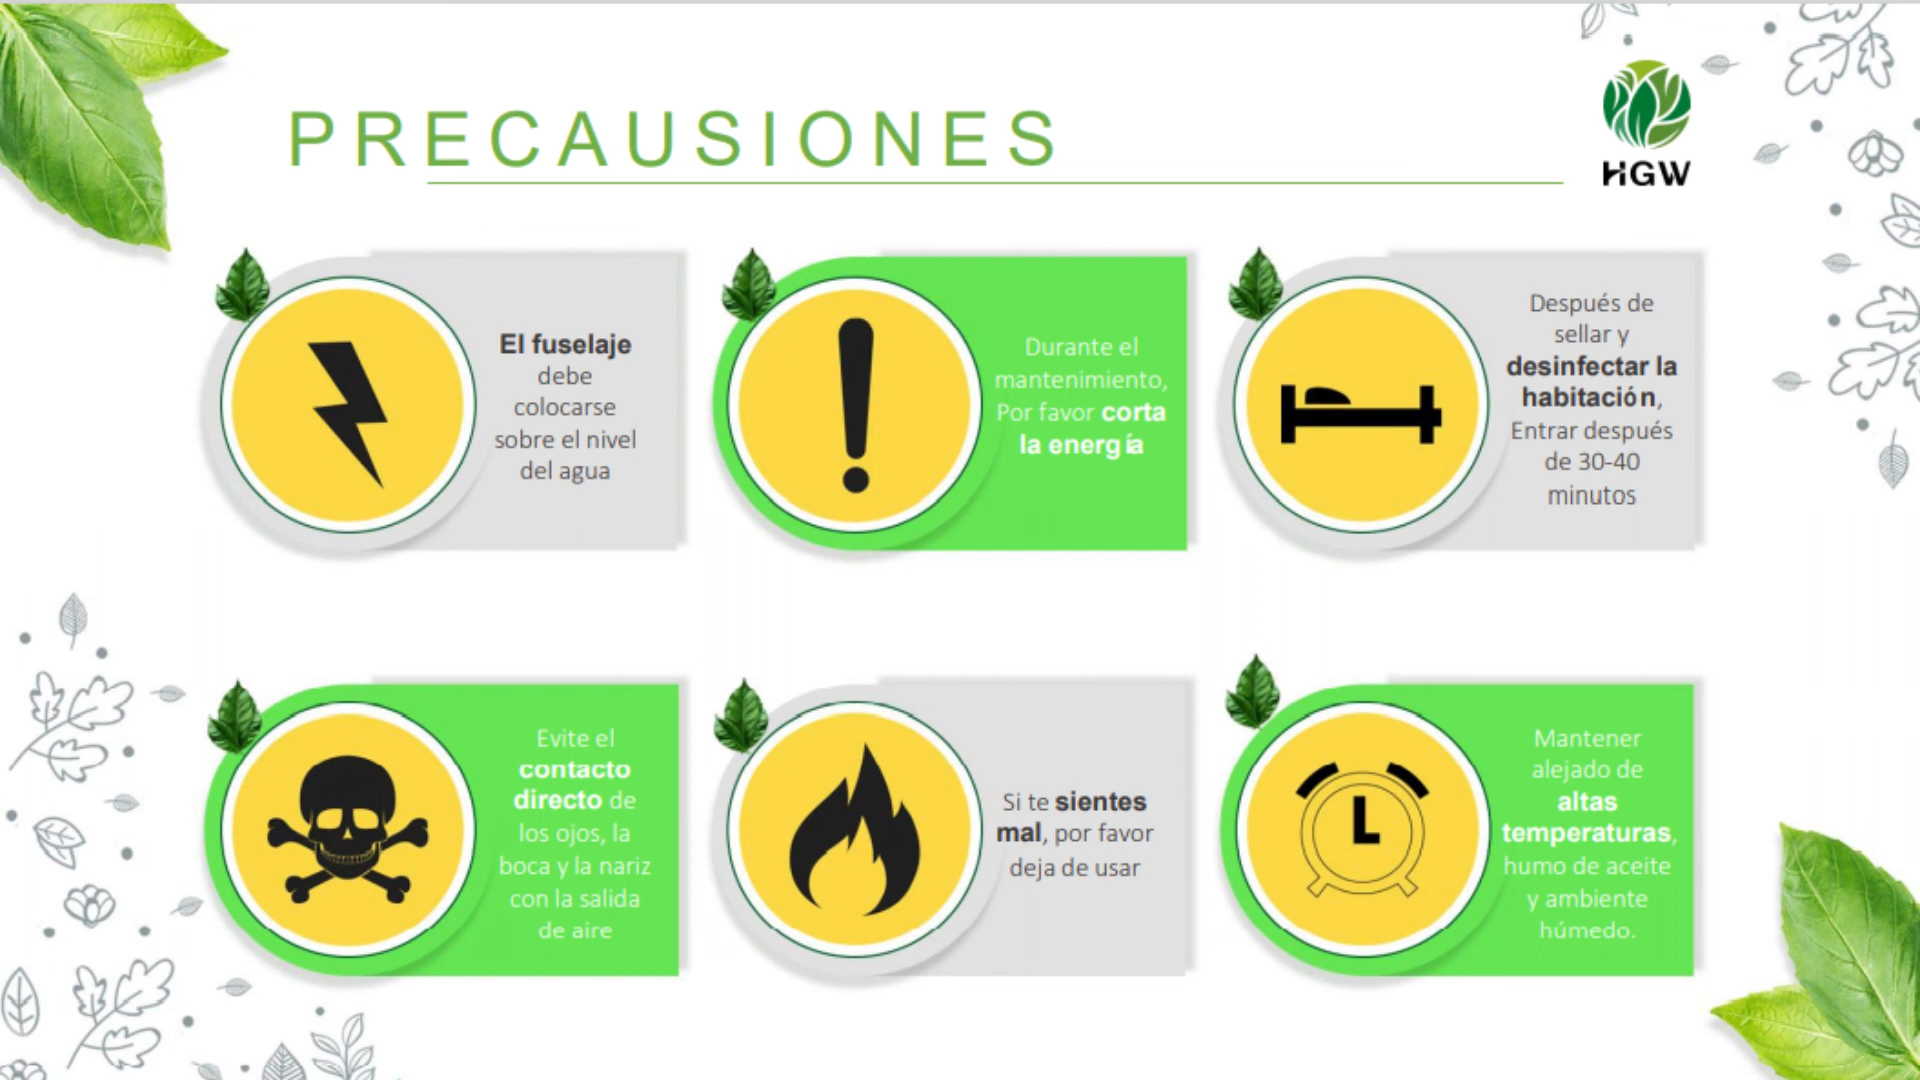 PRECAUSIONES
HGW
El fuselaje
debe
colocarse
sobre el nivel
del agua
Durante el
mantenimiento,
Por favor corta
la energía
Después de
sellar y
desinfectar la
habitación,
Entrar después
de 30-40
minutos
Evite el
contacto
directo de
los ojos, la
boca y la nariz
con la salida
de aire
Si te sientes
mal, por favor
deja de usar
Mantener
alejado de
altas
temperaturas,
humo de aceite
y ambiente
húmedo.